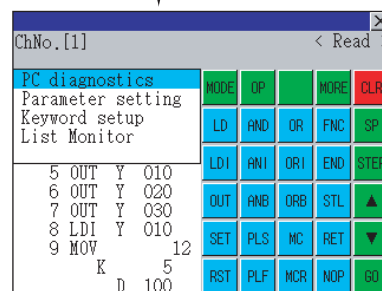 ChNo.[1] < Read
PC diagnostics
Parameter setting
Keyword setup
List Monitor
5 OUT Y 010
6 OUT Y 020
7 OUT Y 030
8 LDI Y 010
9 MOV 12
K 5
D 100
MODE OP MORE CLR
LD AND OR FNC SP
LDI ANI ORI END STEP
OUT ANB ORB STL ▲
SET PLS MC RET ▼
RST PLF MCR NOP GO